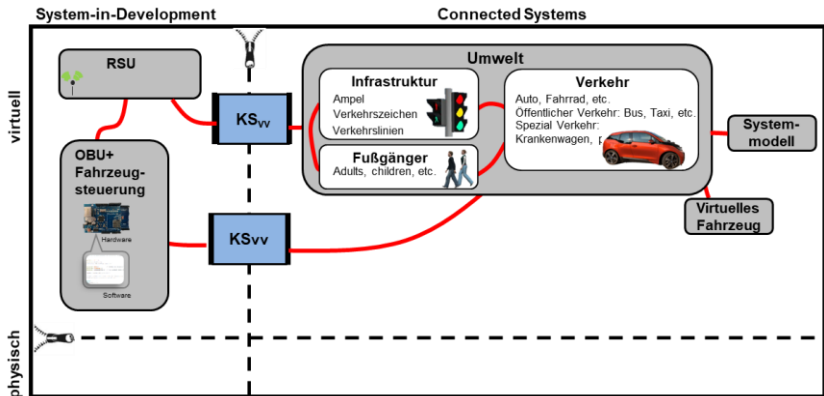 System-in-Development
Connected Systems
virtuell
RSU
KSVV
Umwelt
Infrastruktur
Ampel
Verkehrszeichen
Verkehrslinien
Fußgänger
Adults, children, etc.
Verkehr
Auto, Fahrrad, etc.
Öffentlicher Verkehr: Bus, Taxi, etc.
Spezial Verkehr:
Krankenwagen,
System-
modell
Virtuelles
Fahrzeug
OBU+
Fahrzeug-
steuerung
Hardware
Software
KSVV
physisch